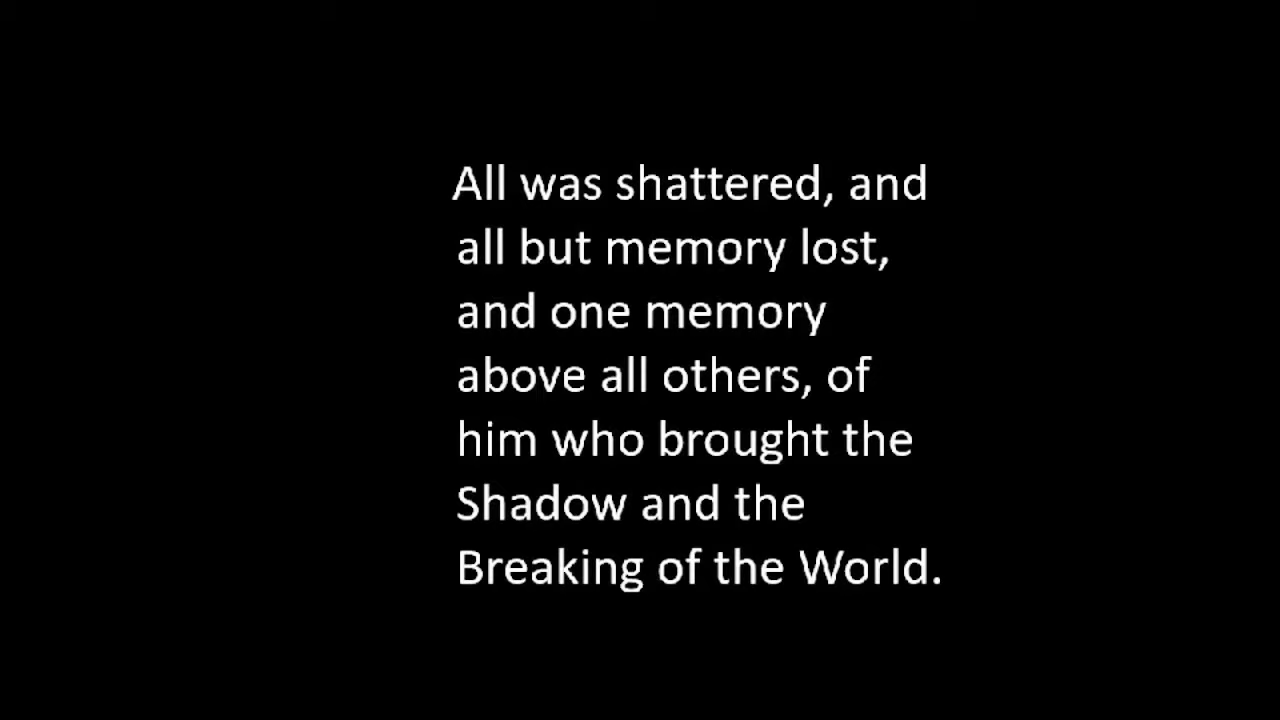 All was shattered, and
all but memory lost,
and one memory
above all others, of
him who brought the
Shadow and the
Breaking of the World.